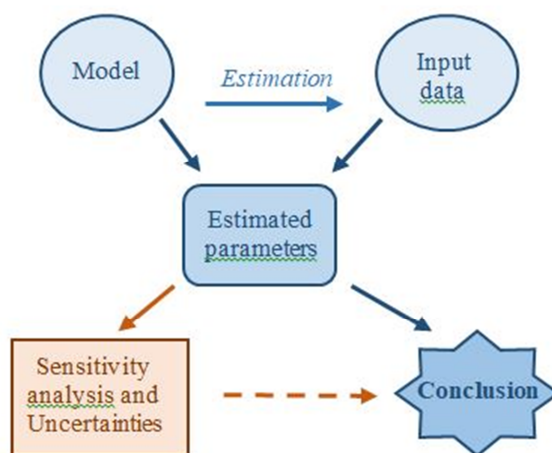 Model
Estimation
Input
data
Estimated
parameters
Sensitivity
analysis and
Uncertainties
Conclusion